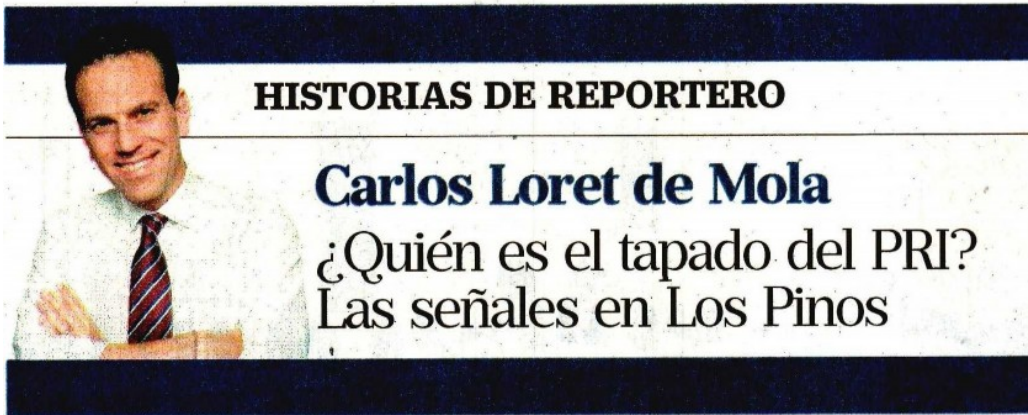 HISTORIAS DE REPORTERO
Carlos Loret de Mola
¿Quién es el tapado del PRI?
Las señales en Los Pinos